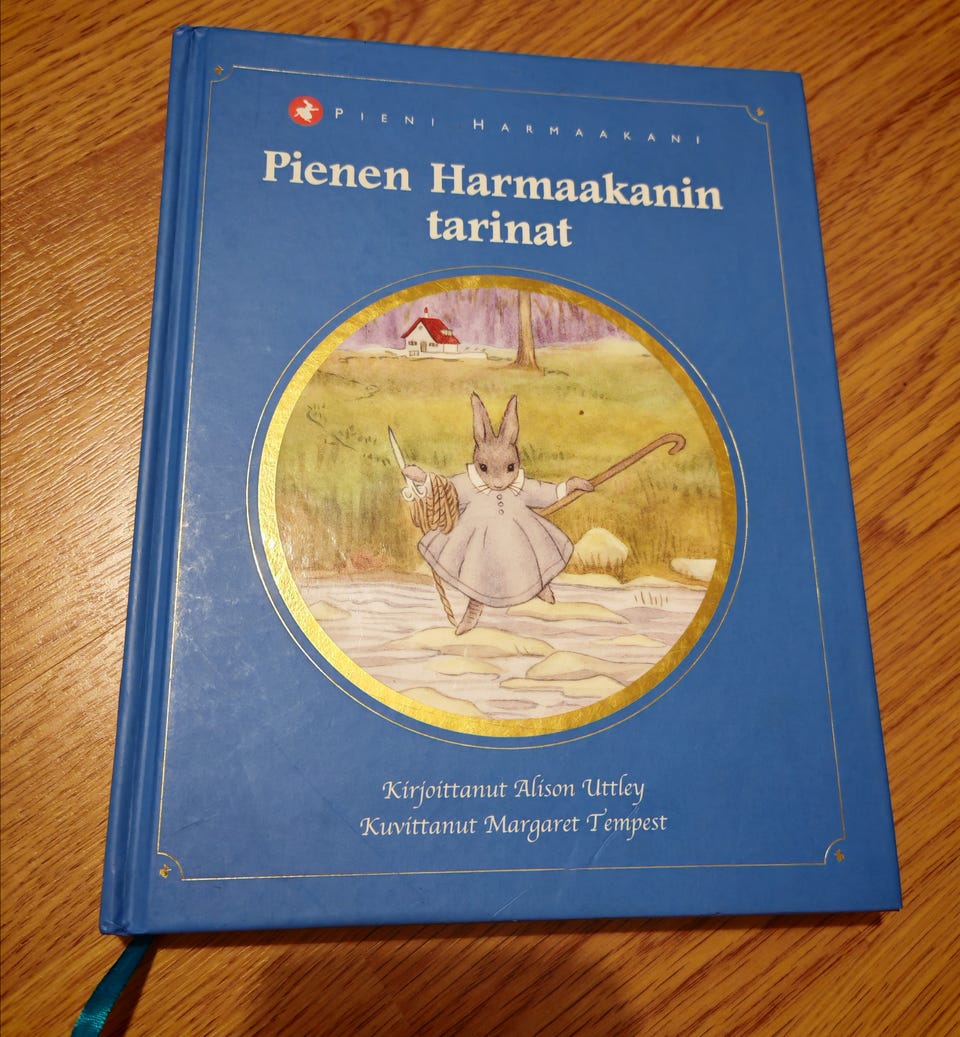 PIENI HARMAAKANI
Pienen Harmaakanin
tarinat
Kirjoittanut Alison Uttley
Kuvittanut Margaret Tempest